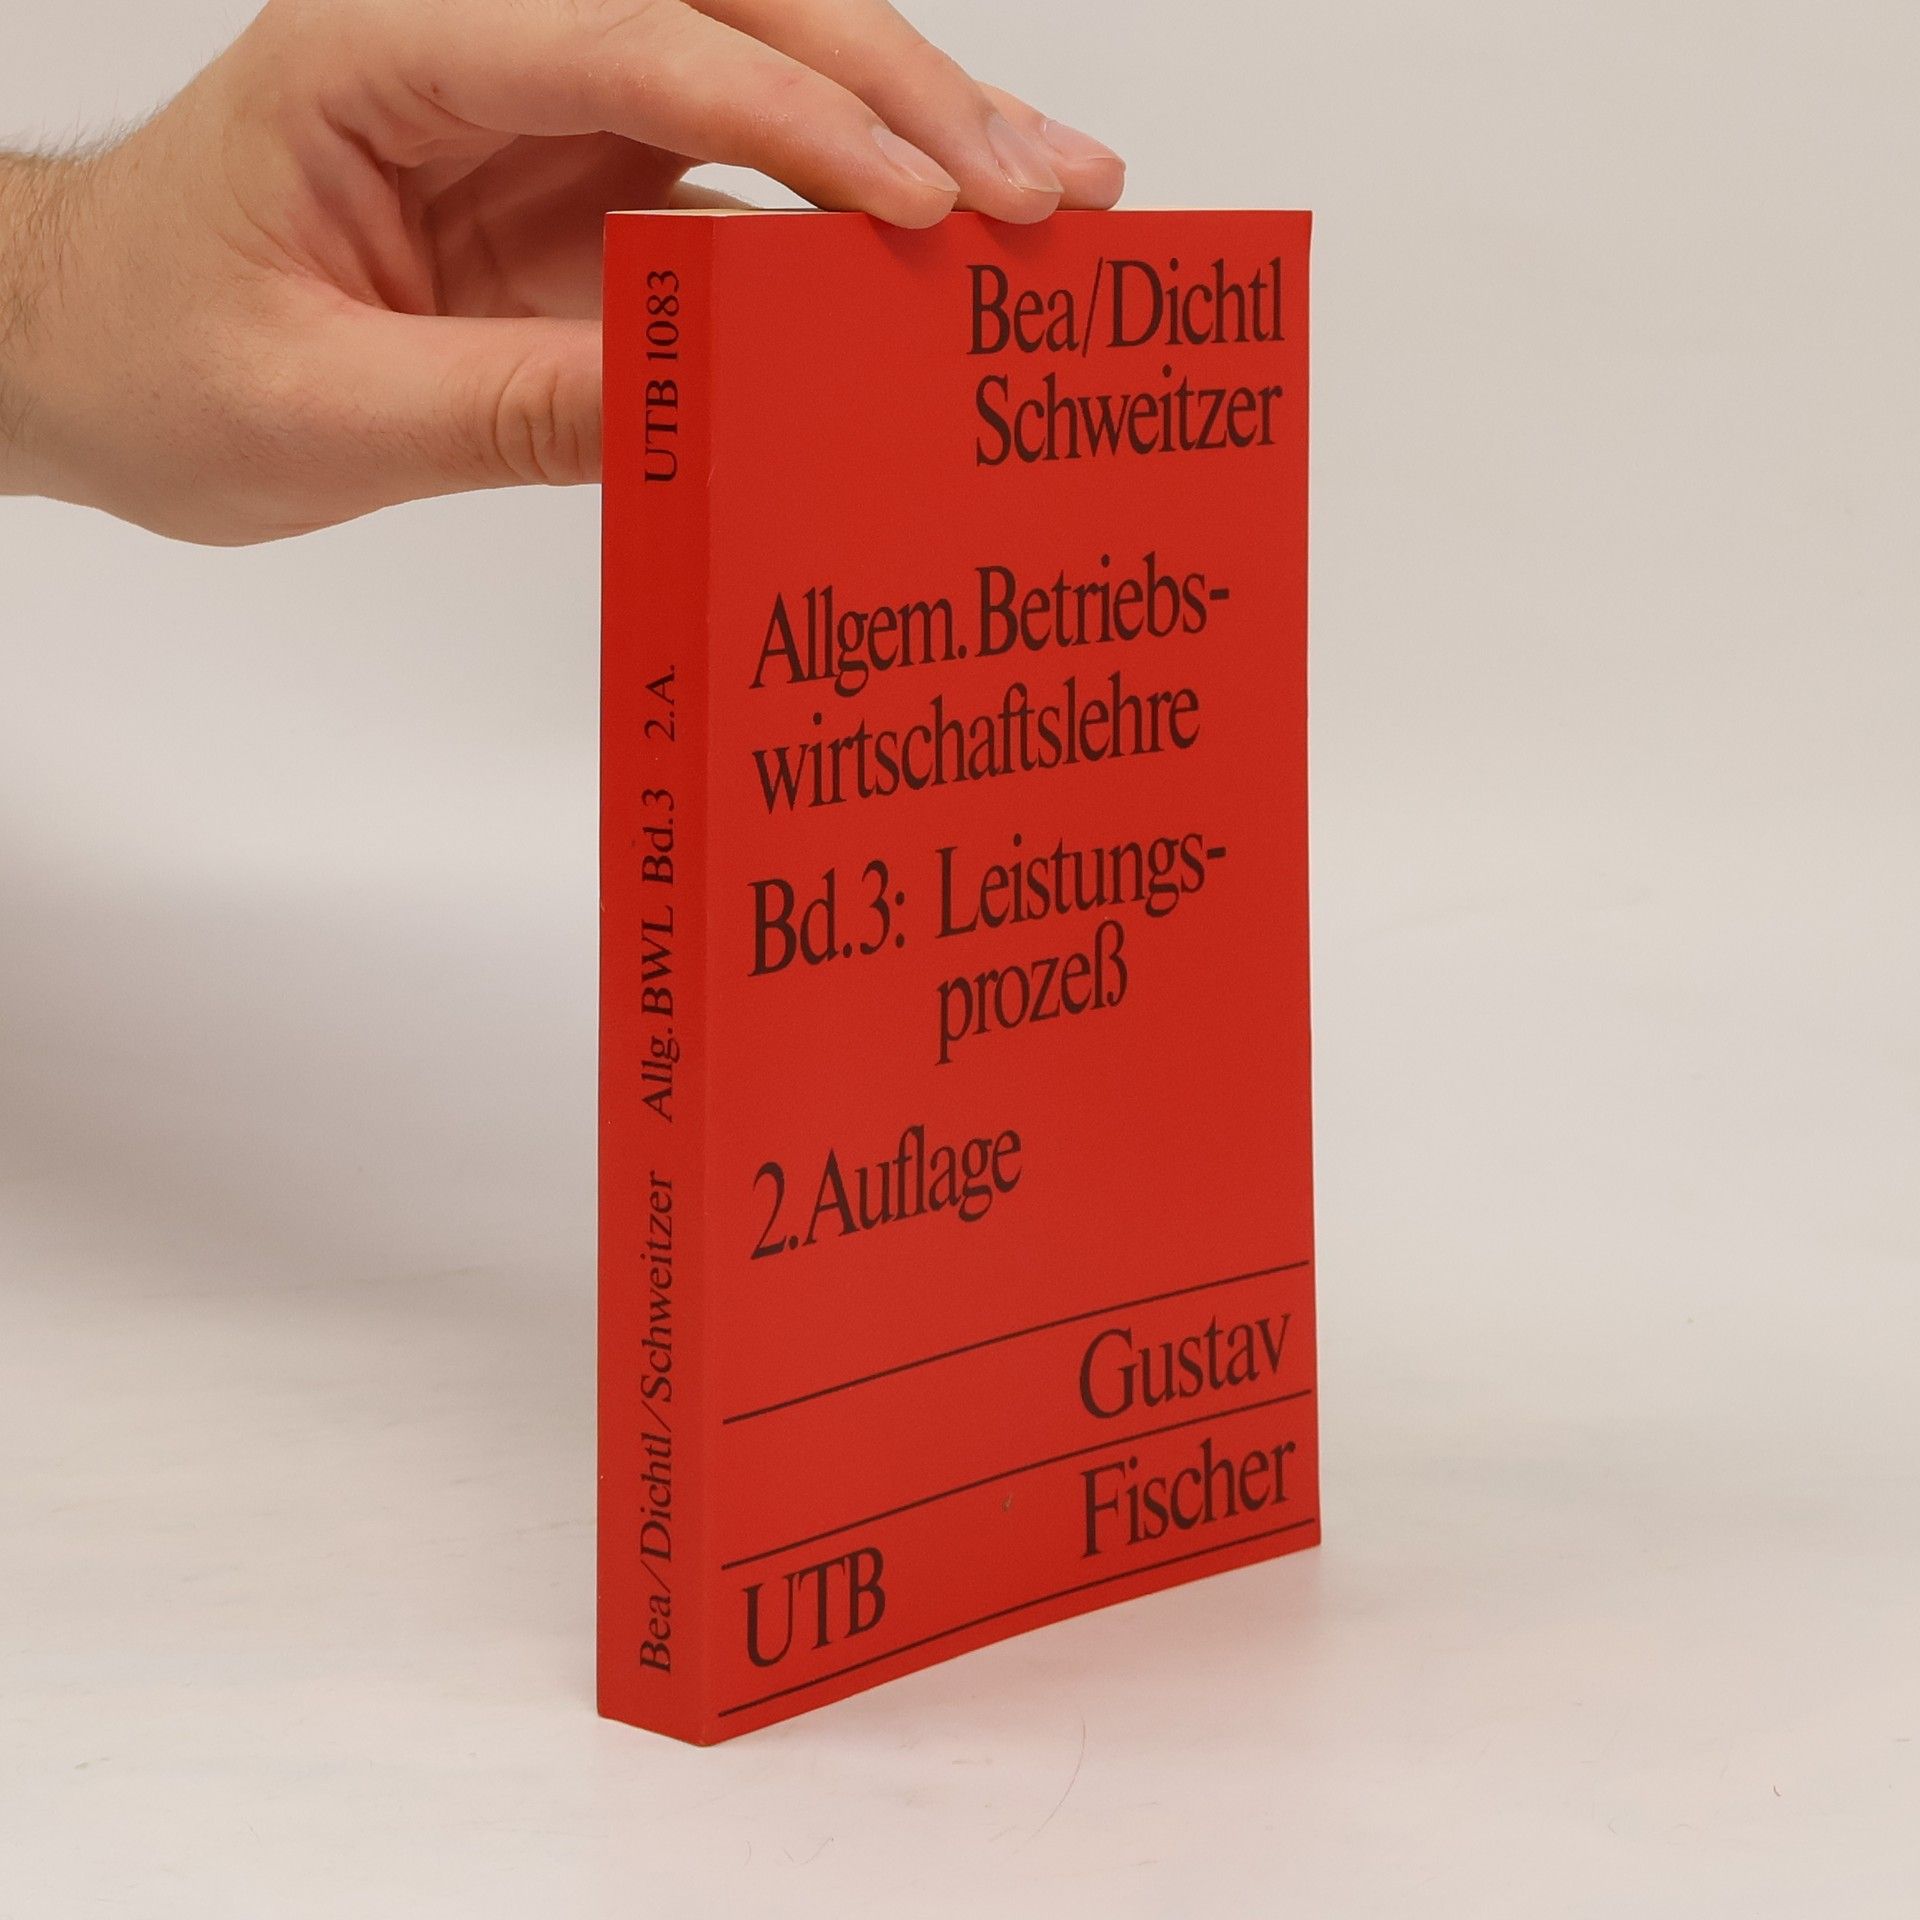 UTB 1083
Bea/Dichtl/Schweitzer Allg. BWL Bd.3 2.A.
Bea/Dichtl
Schweitzer
Allgem. Betriebs-
wirtschaftslehre
Bd.3: Leistungs-
prozeß
2. Auflage
Gustav
Fischer
UTB